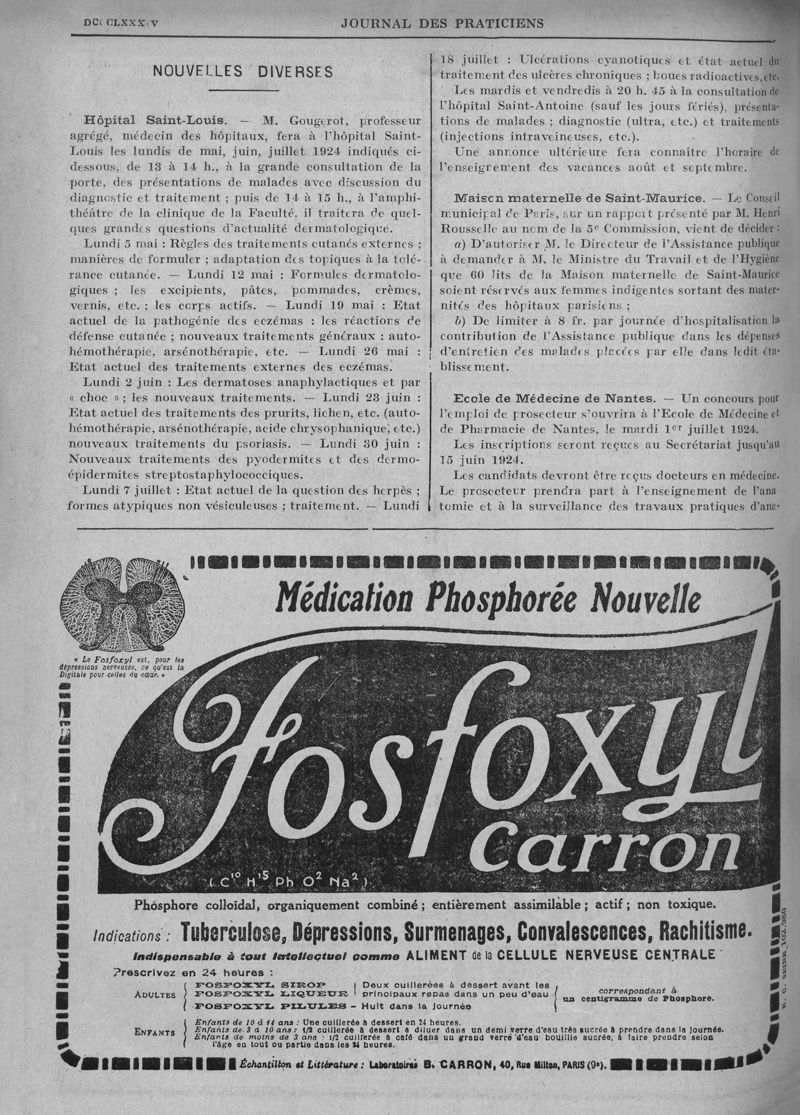 JOURNAL DES PRATICIENS
NOUVELLES DIVERSES
Hôpital Saint-Louis. — M. Gougerot, professeur
agrégé, médecin des hôpitaux, fera à l'hôpital Saint-
Louis les lundis de mai, juin, juillet 1924 indiqués ci-
dessous, de 13 à 14 h., à la grande consultation de la
porte, des présentations de malades avec discussion du
diagnostic et traitement ; puis de 14 à 15 h., à l'amphi-
théâtre de la clinique de la Faculté, il traitera de quel-
ques grandes questions d'actualité dermatologique.
Lundi 5 mai : Règles des traitements cutanés externes ;
manières de formuler ; adaptation des topiques à la tolé-
rance cutanée. — Lundi 12 mai : Formules dermatolo-
giques ; les excipients, pâtes, pommades, crèmes,
vernis, etc. ; les corps actifs. — Lundi 19 mai : Etat
actuel de la pathogénie des eczémas : les réactions de
défense cutanée ; nouveaux traitements généraux : auto-
hémothérapie, arsénothérapie, etc. — Lundi 26 mai :
Etat actuel des traitements externes des eczémas.
Lundi 2 juin : Les dermatoses anaphylactiques et par
« choc » ; les nouveaux traitements. — Lundi 23 juin :
Etat actuel des traitements des prurits, lichen, etc. (auto-
hémothérapie, arsénothérapie, acide chrysophanique, etc.)
nouveaux traitements du psoriasis. — Lundi 30 juin :
Nouveaux traitements des pyodermites et des dermo-
épidermites streptostaphylococciques.
Lundi 7 juillet : Etat actuel de la question des herpès ;
formes atypiques non vésiculeuses ; traitement. — Lundi
18 juillet : Ulcérations cyanotiques et état actuel du
traitement des ulcères chroniques ; boues radioactives, etc.
Les mardis et vendredis à 20 h. 45 à la consultation de
l'hôpital Saint-Antoine (sauf les jours fériés), présenta-
tions de malades ; diagnostic (ultra, etc.) et traitements
(injections intraveineuses, etc.).
Une annonce ultérieure fera connaître l'horaire de
l'enseignement des vacances août et septembre.
Maison maternelle de Saint-Maurice. — Le Conseil
municipal de Paris, sur un rapport présenté par M. Henri
Rousselle au nom de la 5e Commission, vient de décider :
a) D'autoriser M. le Directeur de l'Assistance publique
à demander à M. le Ministre du Travail et de l'Hygiène
que 60 lits de la Maison maternelle de Saint-Maurice
soient réservés aux femmes indigentes sortant des mater-
nités des hôpitaux parisiens ;
b) De limiter à 8 fr. par journée d'hospitalisation la
contribution de l'Assistance publique dans les dépenses
d'entretien des malades placées par elle dans ledit éta-
blissement.
Ecole de Médecine de Nantes. — Un concours pour
l'emploi de prosecteur s'ouvrira à l'Ecole de Médecine et
de Pharmacie de Nantes, le mardi 1er juillet 1924.
Les inscriptions seront reçues au Secrétariat jusqu'au
15 juin 1924.
Les candidats devront être reçus docteurs en médecine.
Le prosecteur prendra part à l'enseignement de l'ana-
tomie et à la surveillance des travaux pratiques d'ana-
Médication Phosphorée Nouvelle
« Le Fosfoxyl est, pour les
dépressions nerveuses, ce qu'est la
Digitale pour celles du cœur. »
Fosfoxyl
Carron
(C¹⁰ H¹⁵ Ph O² Na²)
Phosphore colloïdal, organiquement combiné ; entièrement assimilable ; actif ; non toxique.
Indications : Tuberculose, Dépressions, Surmenages, Convalescences, Rachitisme.
Indispensable à tout Intellectuel comme ALIMENT de la CELLULE NERVEUSE CENTRALE
Prescrivez en 24 heures :
ADULTES
FOSFOXYL SIROP
FOSFOXYL LIQUEUR
Deux cuillerées à dessert avant les
principaux repas dans un peu d'eau
FOSFOXYL PILULES - Huit dans la journée
correspondant à
un centigramme de Phosphore.
ENFANTS
Enfants de 10 à 14 ans : Une cuillerée à dessert en 24 heures.
Enfants de 3 à 10 ans : 1/2 cuillerée à dessert à diluer dans un demi verre d'eau très sucrée à prendre dans la journée.
Enfants de moins de 3 ans : 1/2 cuillerée à café dans un grand verre d'eau bouillie sucrée, à faire prendre selon
l'âge en tout ou partie dans les 24 heures.
Échantillon et Littérature : Laboratoires B. CARRON, 40, Rue Milton, PARIS (9e).